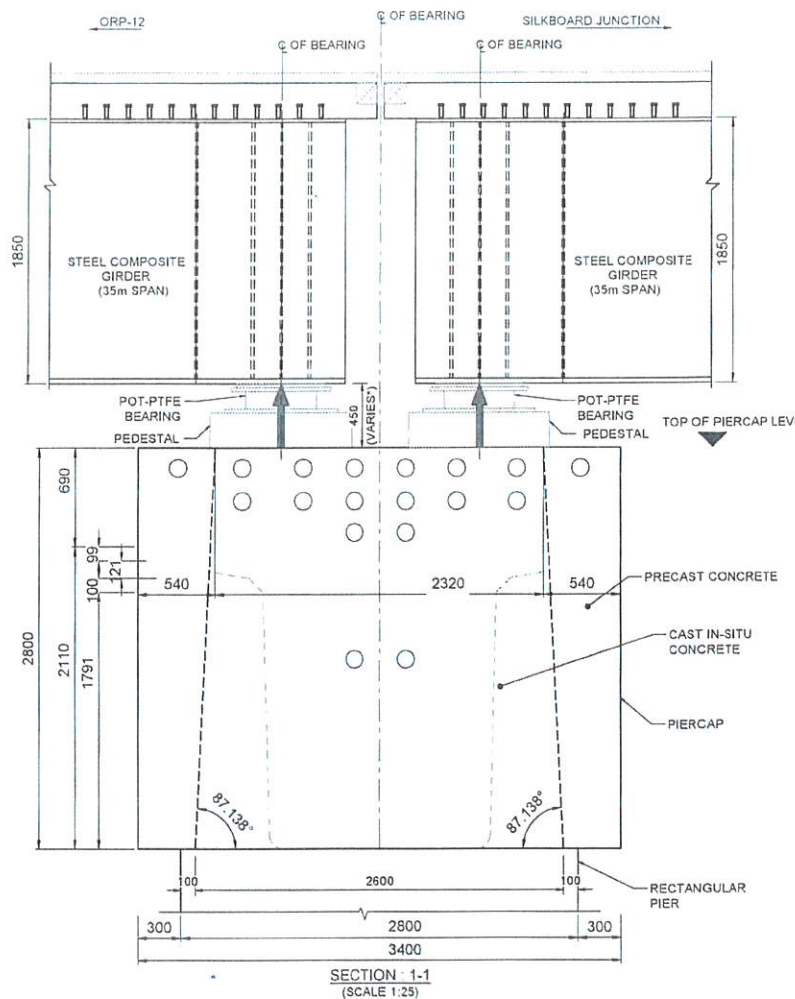 ℄ OF BEARING
ORP-12
SILKBOARD JUNCTION
℄ OF BEARING
℄ OF BEARING
1850
STEEL COMPOSITE
GIRDER
(35m SPAN)
STEEL COMPOSITE
GIRDER
(35m SPAN)
1850
POT-PTFE
BEARING
450
(VARIES*)
POT-PTFE
BEARING
PEDESTAL
PEDESTAL
TOP OF PIERCAP LEV
690
99
121
100
540
2320
540
PRECAST CONCRETE
2800
2110
1791
CAST IN-SITU
CONCRETE
PIERCAP
87.138°
87.138°
100
2600
100
RECTANGULAR
PIER
300
2800
300
3400
SECTION : 1-1
(SCALE 1:25)